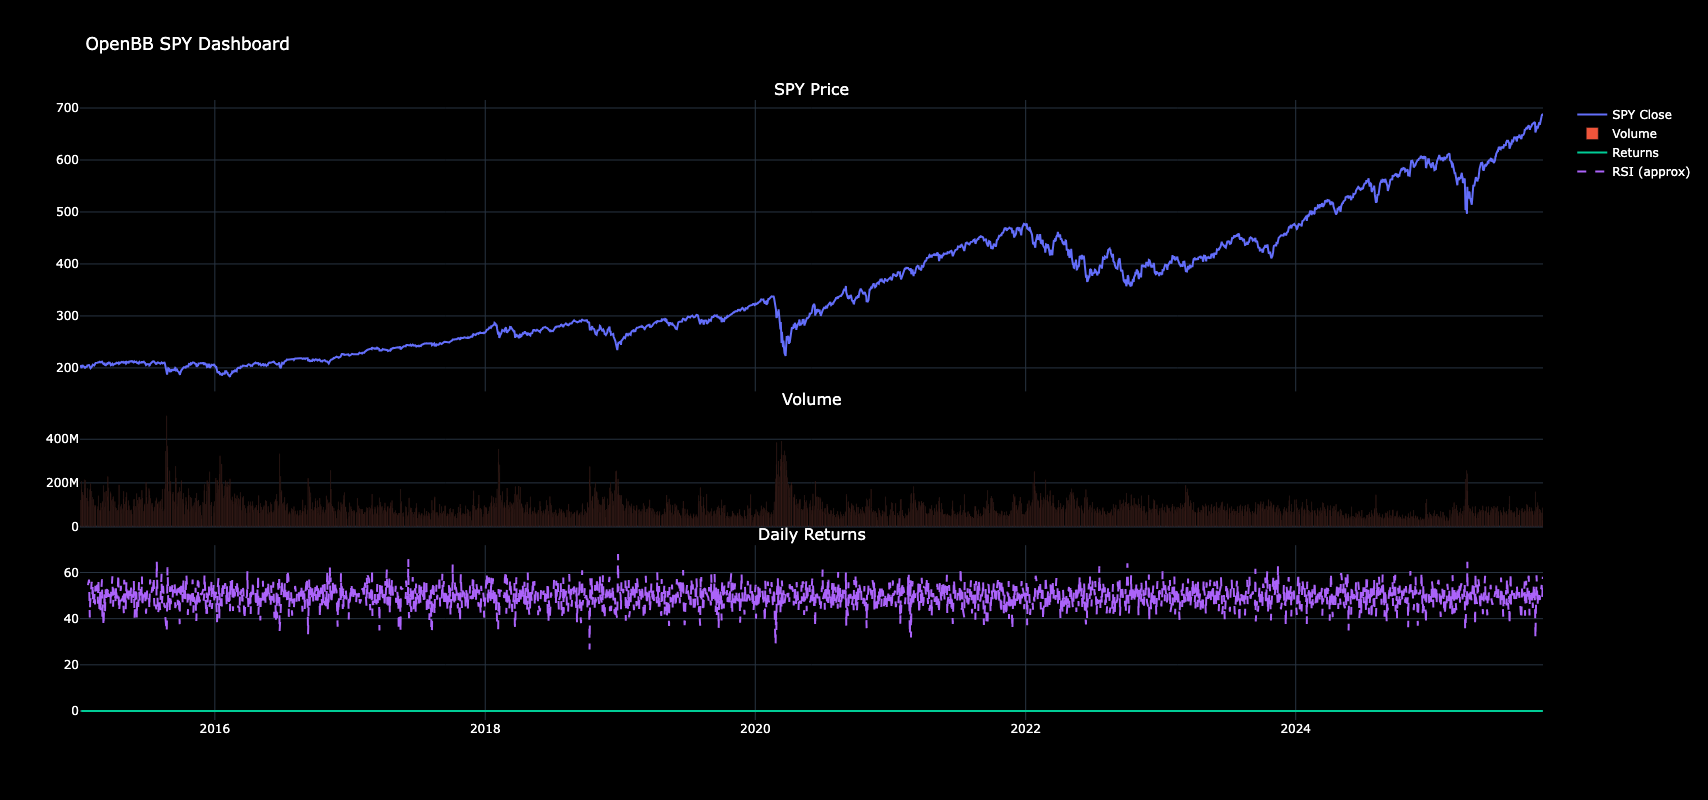 OpenBB SPY Dashboard
SPY Price
700
600
500
400
300
200
SPY Close
Volume
Returns
RSI (approx)
Volume
400M
200M
0
Daily Returns
60
40
20
0
2016
2018
2020
2022
2024